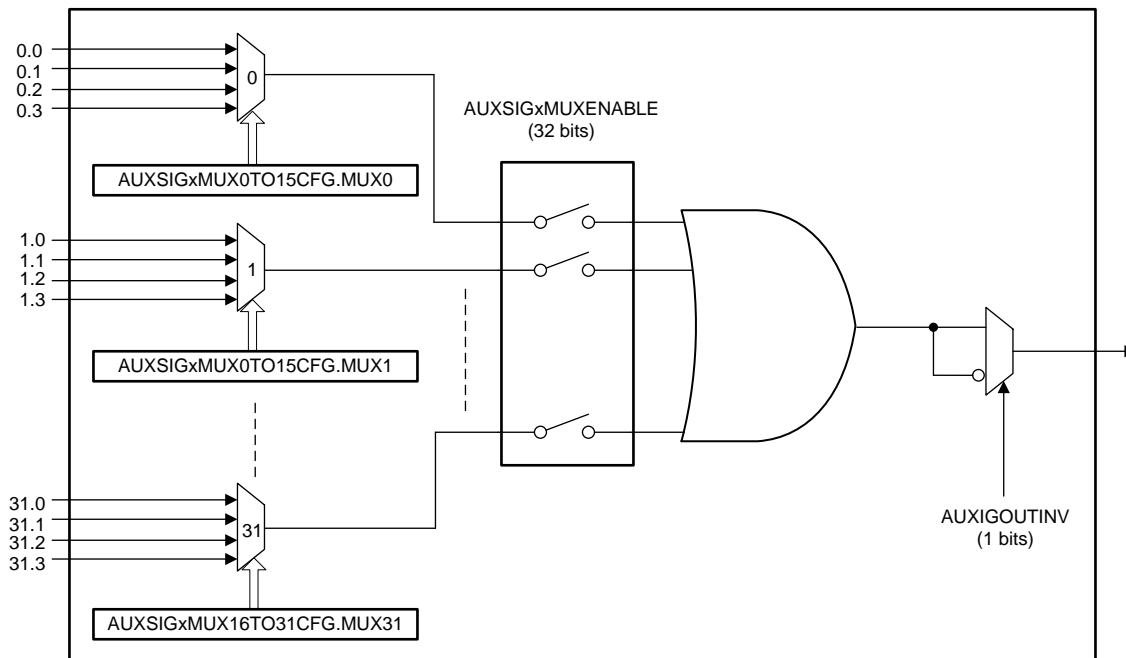 0.0
0.1
0.2
0.3
0
AUXSIGxMUX0TO15CFG.MUX0
AUXSIGxMUXENABLE
(32 bits)
1.0
1.1
1.2
1.3
1
AUXSIGxMUX0TO15CFG.MUX1
31.0
31.1
31.2
31.3
31
AUXSIGxMUX16TO31CFG.MUX31
AUXIGOUTINV
(1 bits)